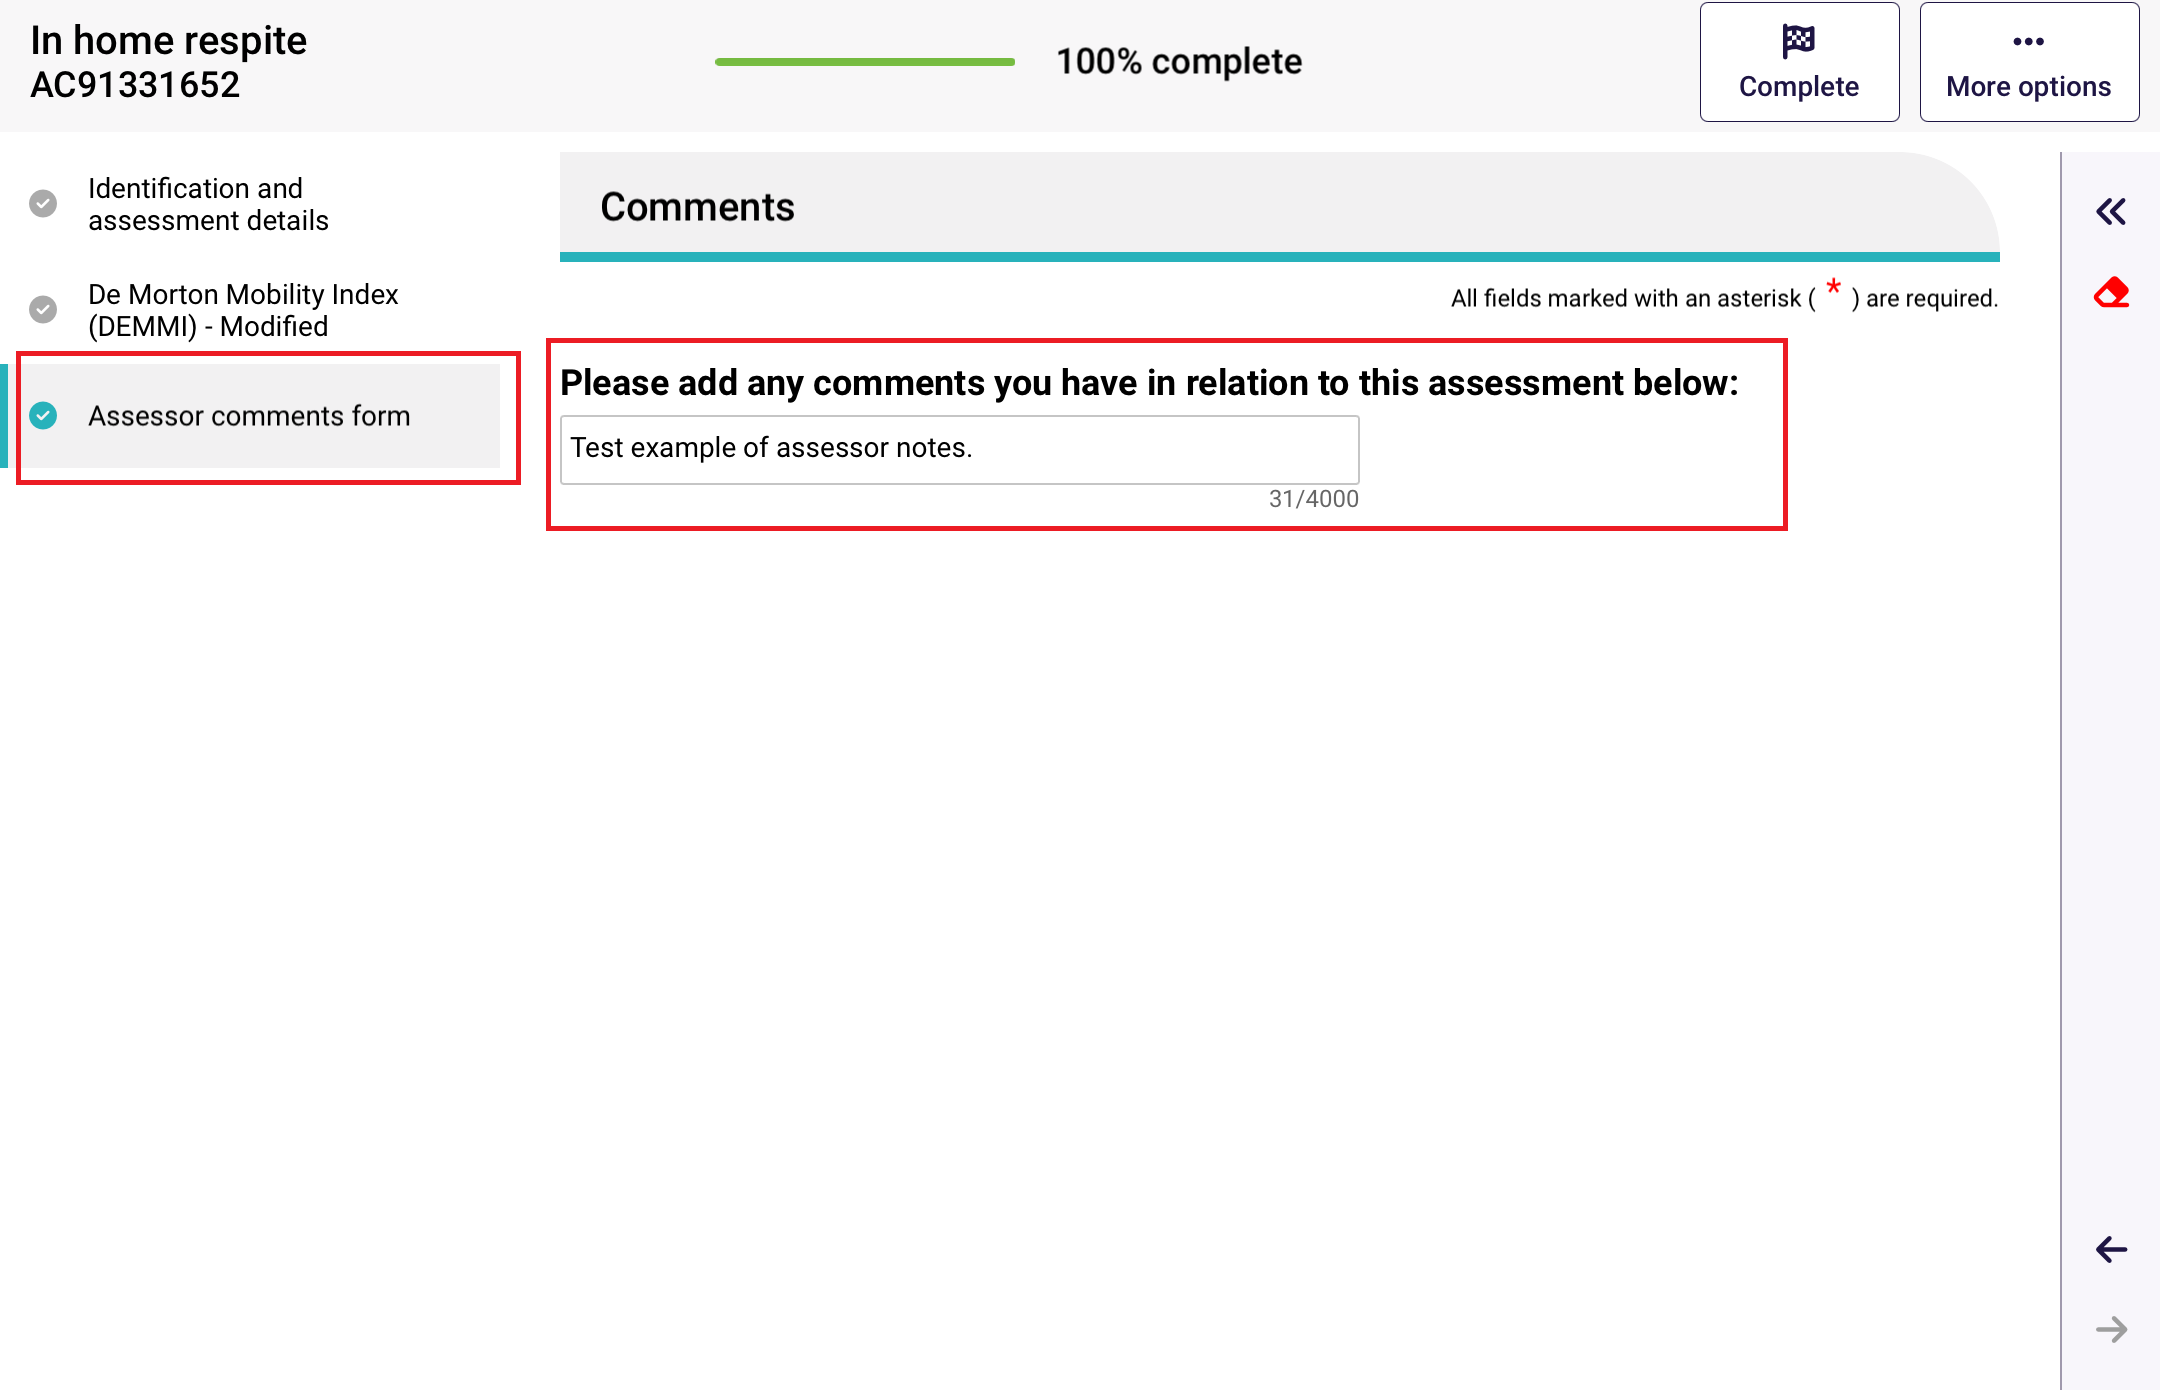 In home respite
AC91331652
100% complete
Complete
More options
Identification and
assessment details
De Morton Mobility Index
(DEMMI) - Modified
Assessor comments form
Comments
All fields marked with an asterisk ( * ) are required.
Please add any comments you have in relation to this assessment below:
Test example of assessor notes.
31/4000